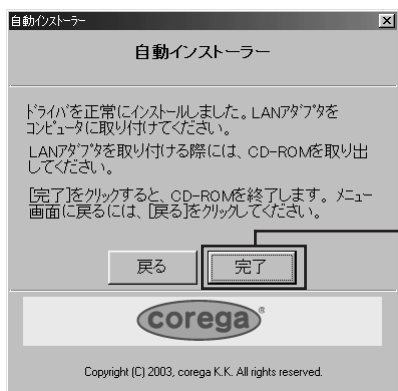 自動インストーラー
自動インストーラー
ドライバを正常にインストールしました。LANアダプタを
コンピュータに取り付けてください。
LANアダプタを取り付ける際には、CD-ROMを取り出
してください。
[完了]をクリックすると、CD-ROMを終了します。メニュー
画面に戻るには、[戻る]をクリックしてください。
戻る 完了
corega®
Copyright (C) 2003, corega K.K. All rights reserved.